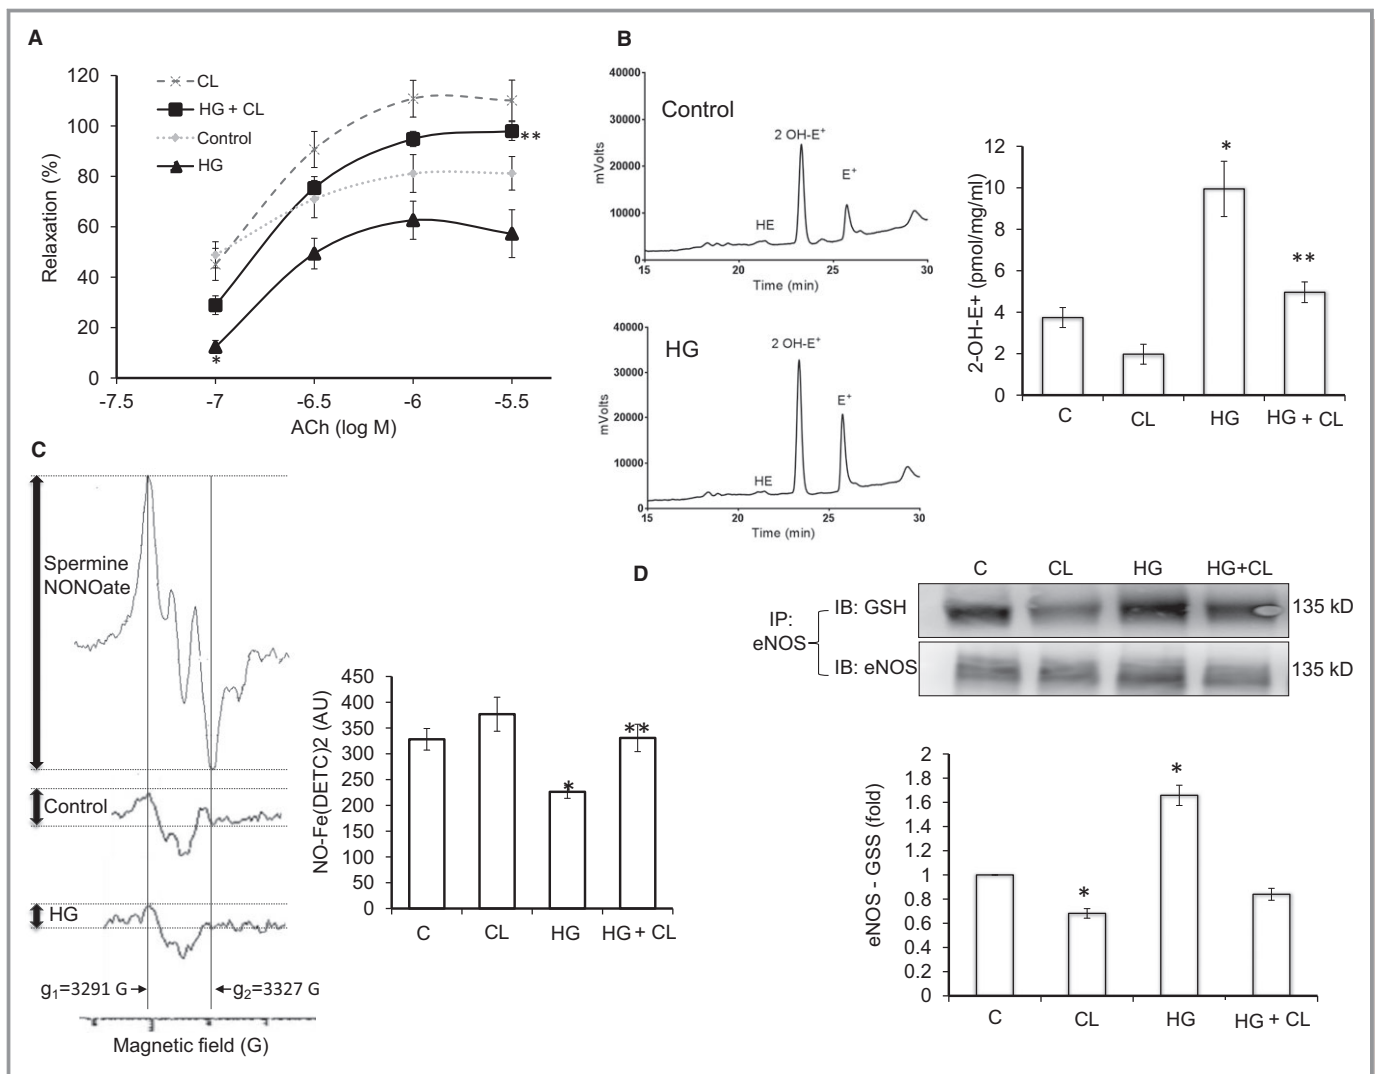 A
120
100
80
60
40
20
0
Relaxation (%)
CL
HG + CL
Control
HG
**
*
-7.5
-7
-6.5
-6
-5.5
ACh (log M)
B
40000
30000
20000
10000
0
mVolts
Control
2 OH-E+
E+
HE
15
20
25
30
Time (min)
40000
30000
20000
10000
0
mVolts
HG
2 OH-E+
E+
HE
15
20
25
30
Time (min)
12
10
8
6
4
2
0
2-OH-E+ (pmol/mg/ml)
*
**
C
CL
HG
HG + CL
C
Spermine
NONOate
Control
HG
g1=3291 G
g2=3327 G
Magnetic field (G)
450
400
350
300
250
200
150
100
50
0
NO-Fe(DETC)2 (AU)
*
**
C
CL
HG
HG + CL
D
C
CL
HG
HG+CL
IP:
eNOS
IB: GSH
135 kD
IB: eNOS
135 kD
2
1.8
1.6
1.4
1.2
1
0.8
0.6
0.4
0.2
0
eNOS - GSS (fold)
*
*
C
CL
HG
HG + CL